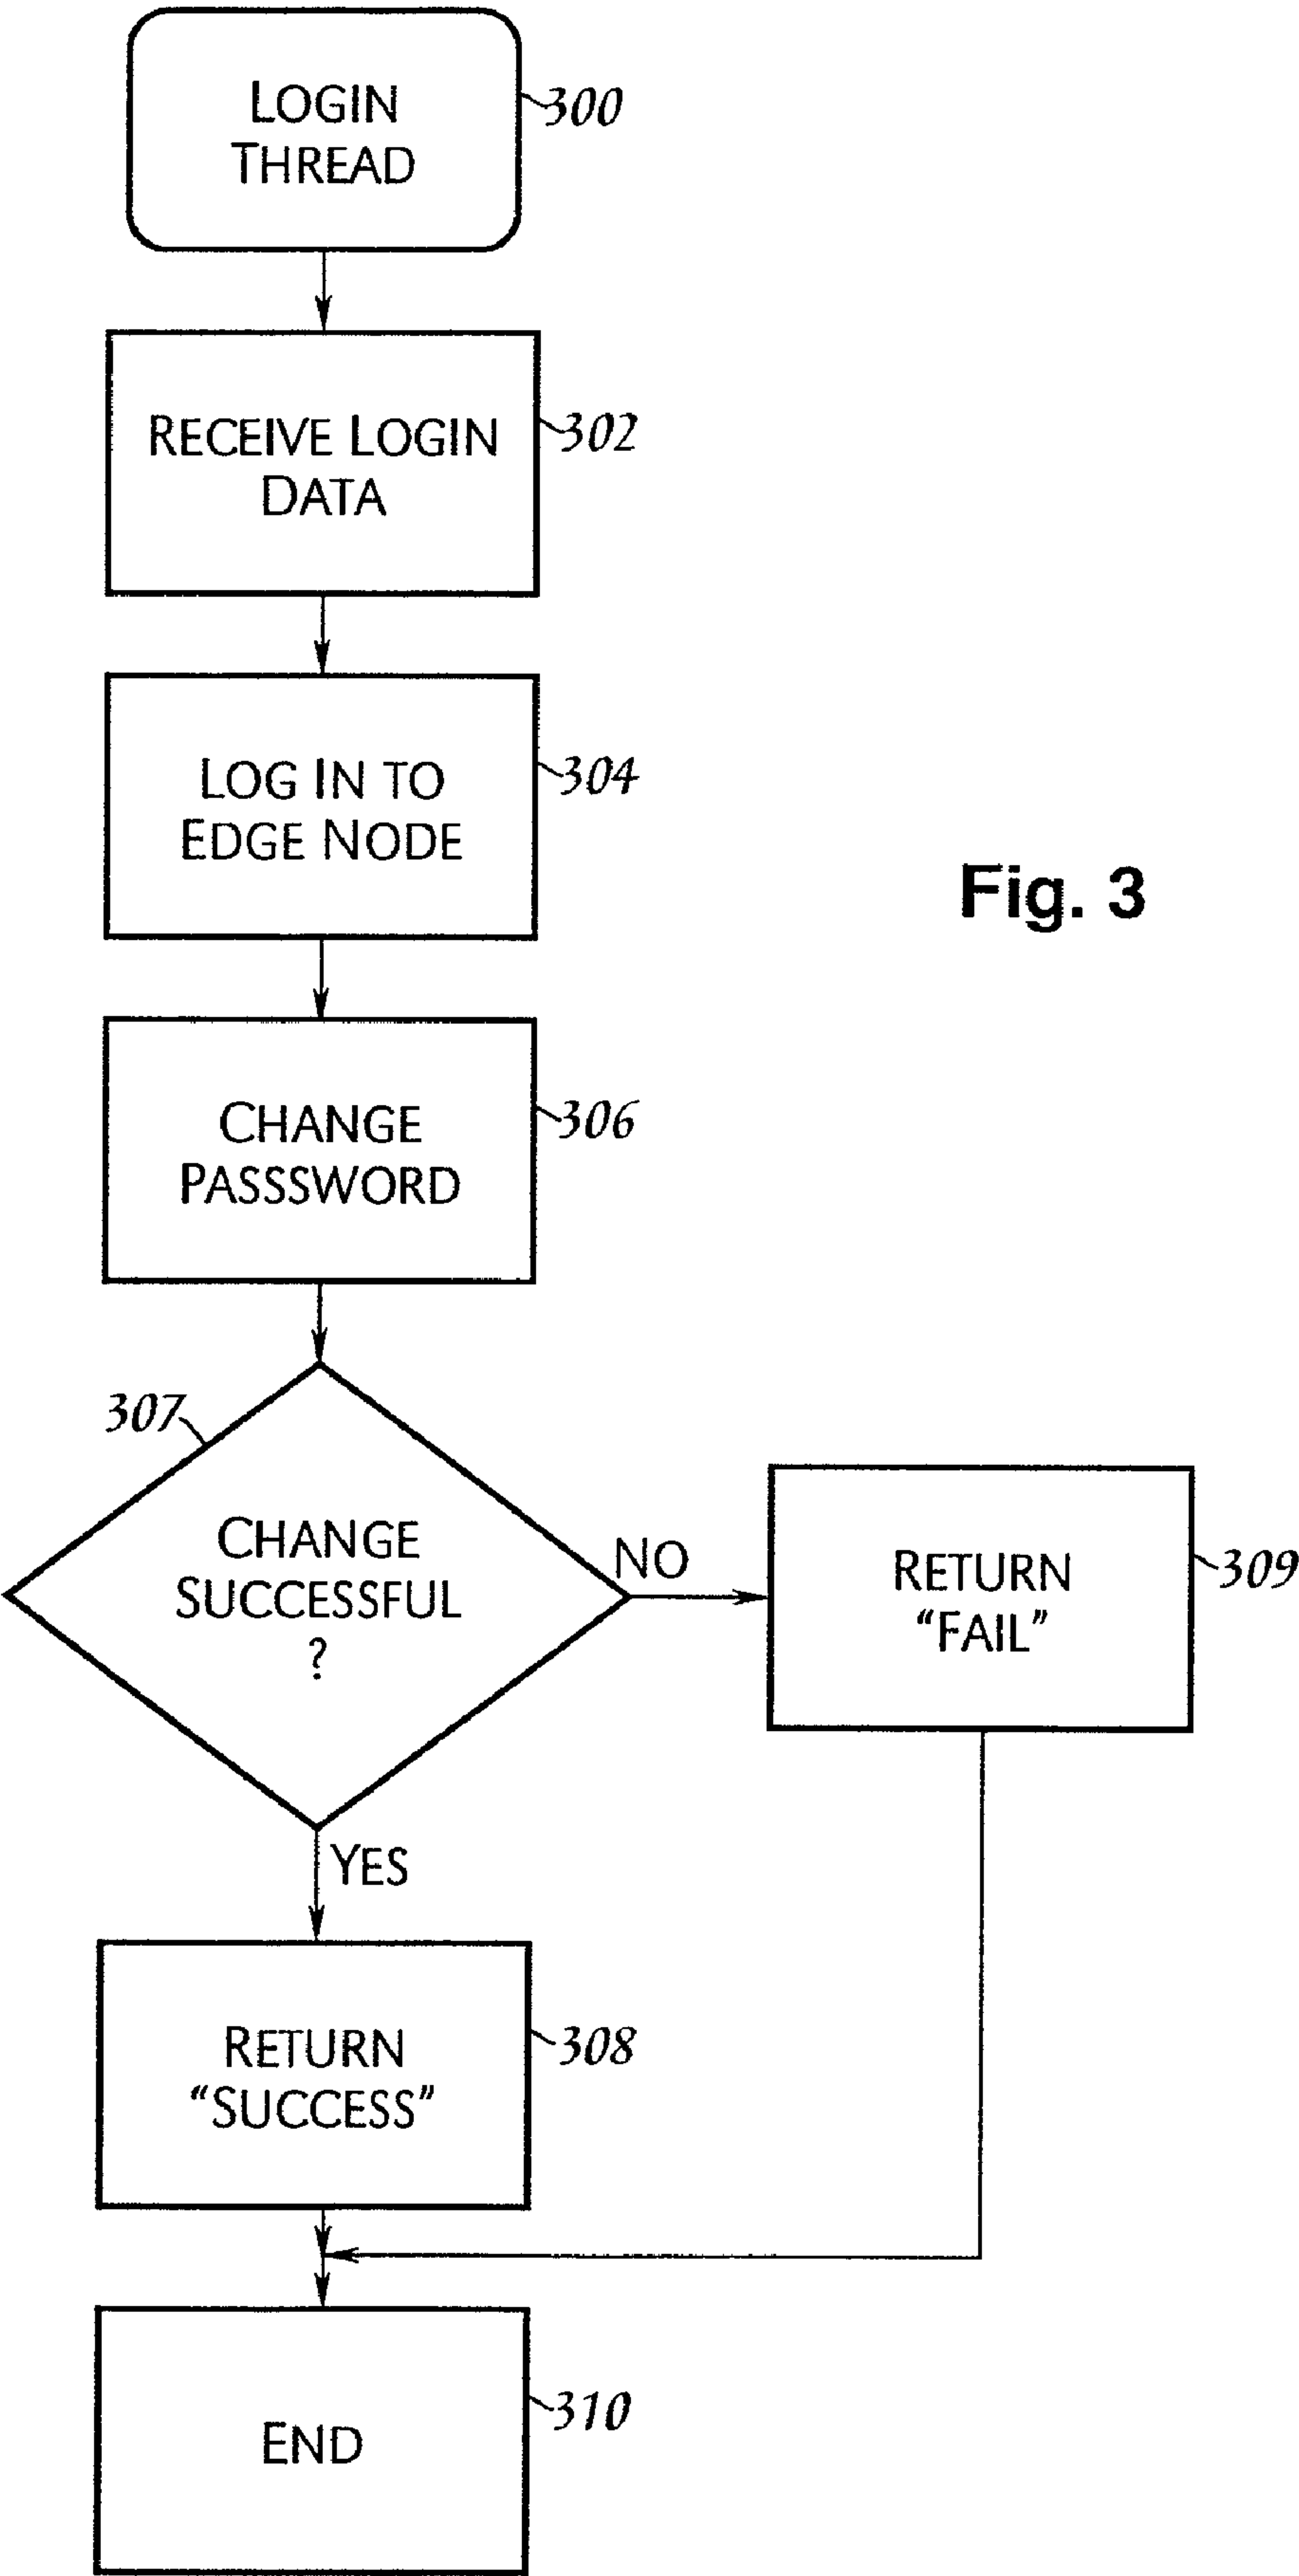 LOGIN
THREAD
300
RECEIVE LOGIN
DATA
302
LOG IN TO
EDGE NODE
304
Fig. 3
CHANGE
PASSSWORD
306
307
CHANGE
SUCCESSFUL
?
NO
RETURN
“FAIL”
309
YES
RETURN
“SUCCESS”
308
END
310